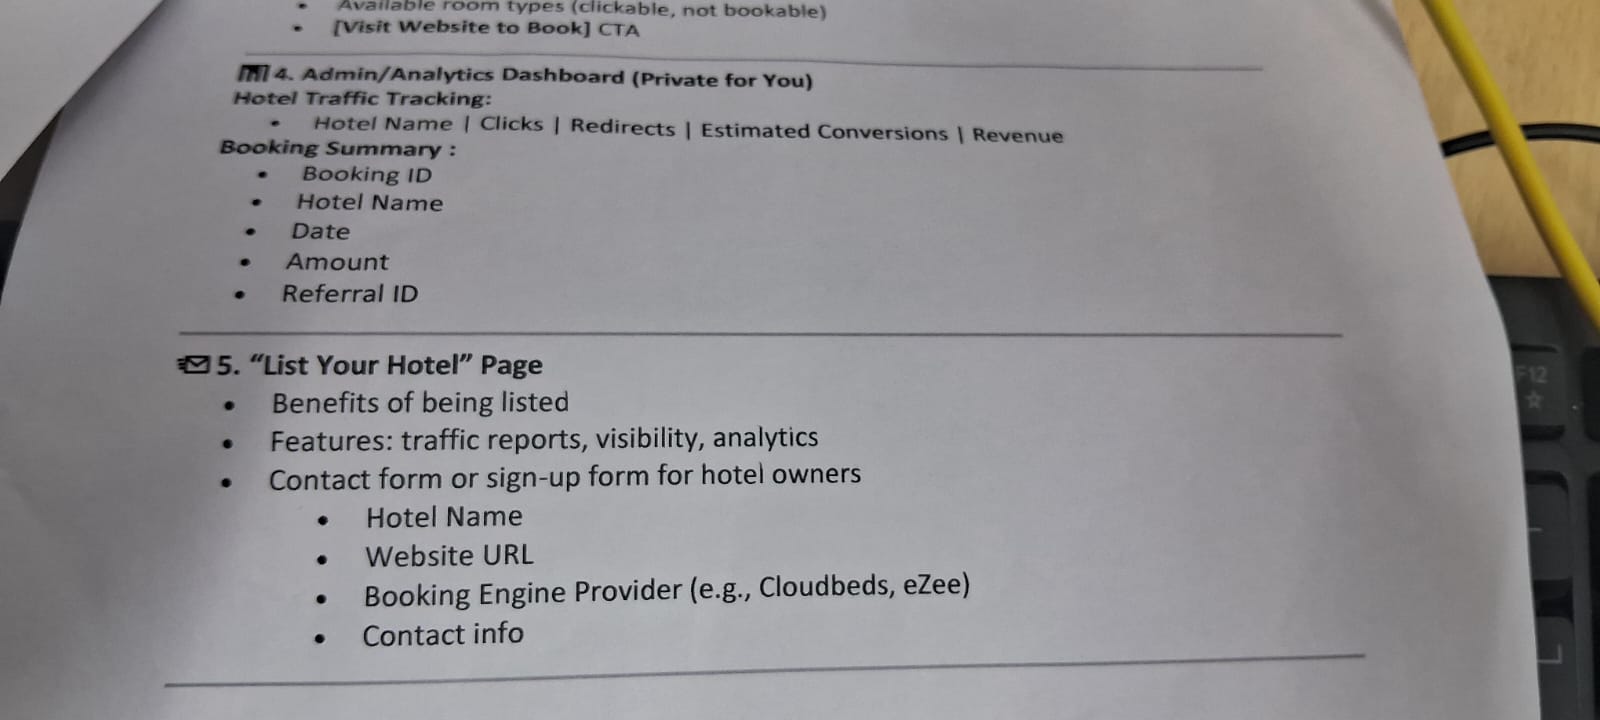 • Available room types (clickable, not bookable)
• [Visit Website to Book] CTA
4. Admin/Analytics Dashboard (Private for You)
Hotel Traffic Tracking:
• Hotel Name | Clicks | Redirects | Estimated Conversions | Revenue
Booking Summary :
• Booking ID
• Hotel Name
• Date
• Amount
• Referral ID
5. “List Your Hotel” Page
• Benefits of being listed
• Features: traffic reports, visibility, analytics
• Contact form or sign-up form for hotel owners
• Hotel Name
• Website URL
• Booking Engine Provider (e.g., Cloudbeds, eZee)
• Contact info
F12
L